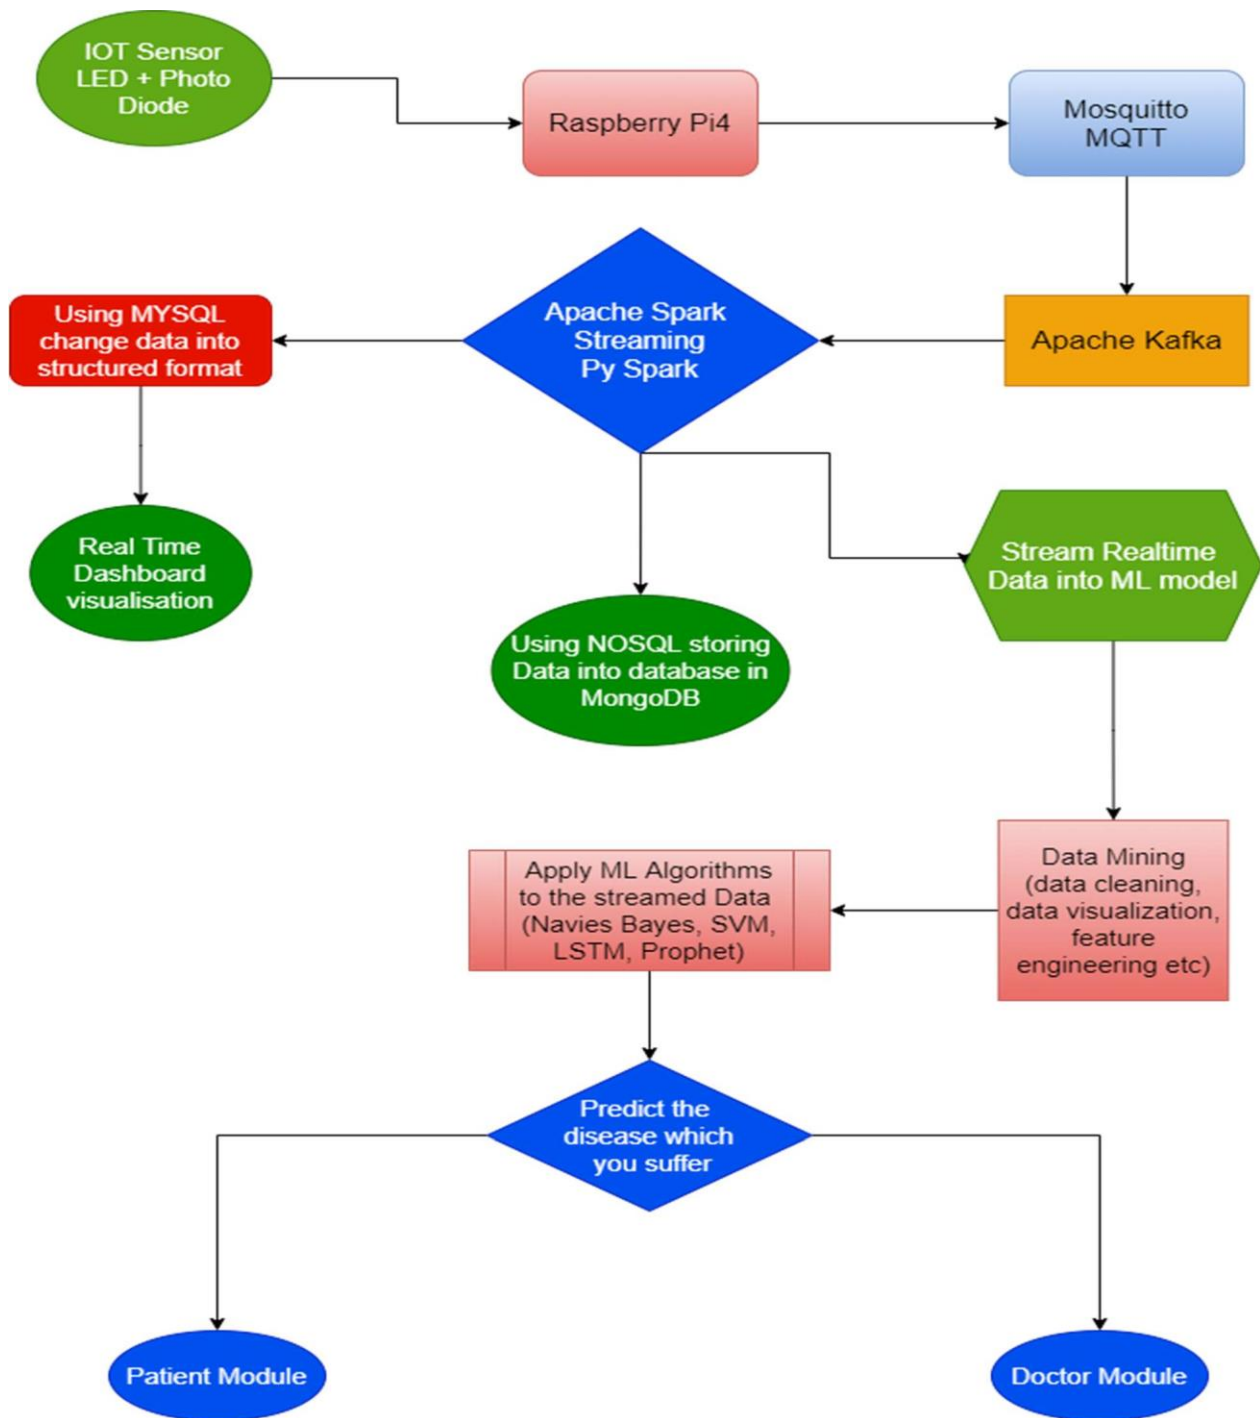 IOT Sensor
LED + Photo
Diode
Raspberry Pi4
Mosquitto
MQTT
Using MYSQL
change data into
structured format
Apache Spark
Streaming
Py Spark
Apache Kafka
Real Time
Dashboard
visualisation
Using NOSQL storing
Data into database in
MongoDB
Stream Realtime
Data into ML model
Apply ML Algorithms
to the streamed Data
(Navies Bayes, SVM,
LSTM, Prophet)
Data Mining
(data cleaning,
data visualization,
feature
engineering etc)
Predict the
disease which
you suffer
Patient Module
Doctor Module